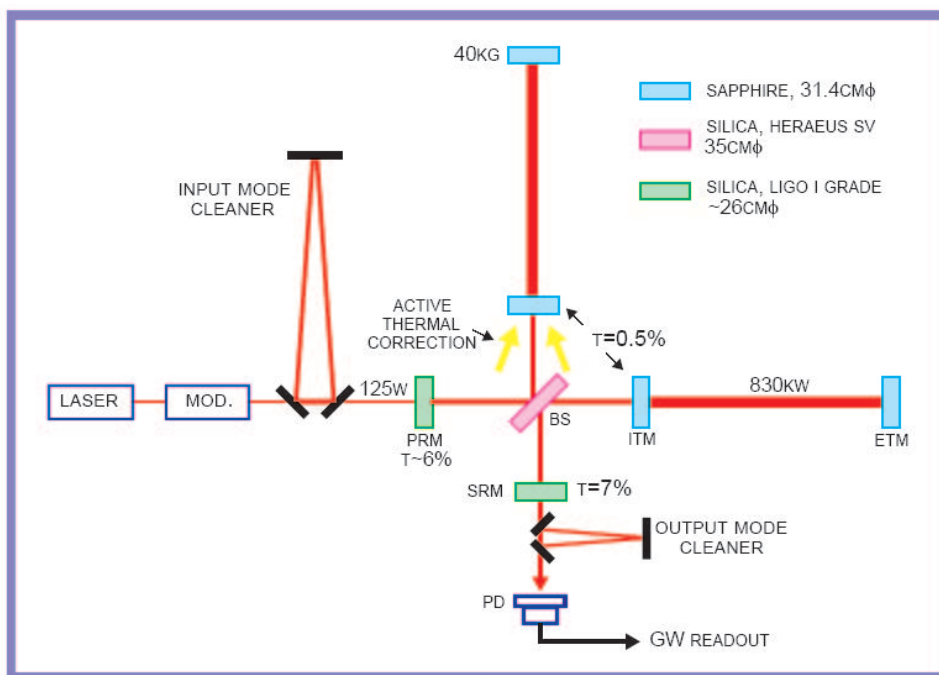 40KG
SAPPHIRE, 31.4CMΦ
SILICA, HERAEUS SV
35CMΦ
SILICA, LIGO I GRADE
~26CMΦ
INPUT MODE
CLEANER
ACTIVE
THERMAL
CORRECTION
T=0.5%
LASER
MOD.
125W
PRM
T~6%
BS
ITM
830KW
ETM
SRM
T=7%
OUTPUT MODE
CLEANER
PD
GW READOUT